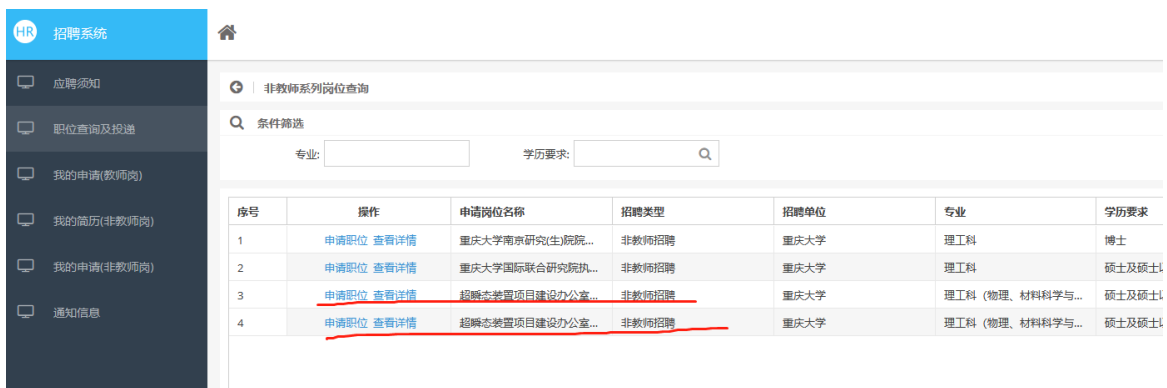 HR 招聘系统
应聘须知
职位查询及投递
我的申请(教师岗)
我的简历(非教师岗)
我的申请(非教师岗)
通知信息
非教师系列岗位查询
条件筛选
专业: 学历要求:
序号 操作 申请岗位名称 招聘类型 招聘单位 专业 学历要求
1 申请职位 查看详情 重庆大学南京研究(生)院院... 非教师招聘 重庆大学 理工科 博士
2 申请职位 查看详情 重庆大学国际联合研究院执... 非教师招聘 重庆大学 理工科 硕士及硕士
3 申请职位 查看详情 超瞬态装置项目建设办公室... 非教师招聘 重庆大学 理工科（物理、材料科学与... 硕士及硕士
4 申请职位 查看详情 超瞬态装置项目建设办公室... 非教师招聘 重庆大学 理工科（物理、材料科学与... 硕士及硕士